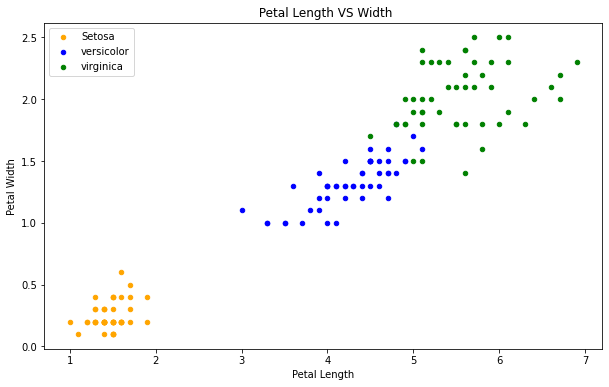 Petal Length VS Width
Setosa
versicolor
virginica
2.5
2.0
1.5
1.0
0.5
0.0
Petal Width
1 2 3 4 5 6 7
Petal Length